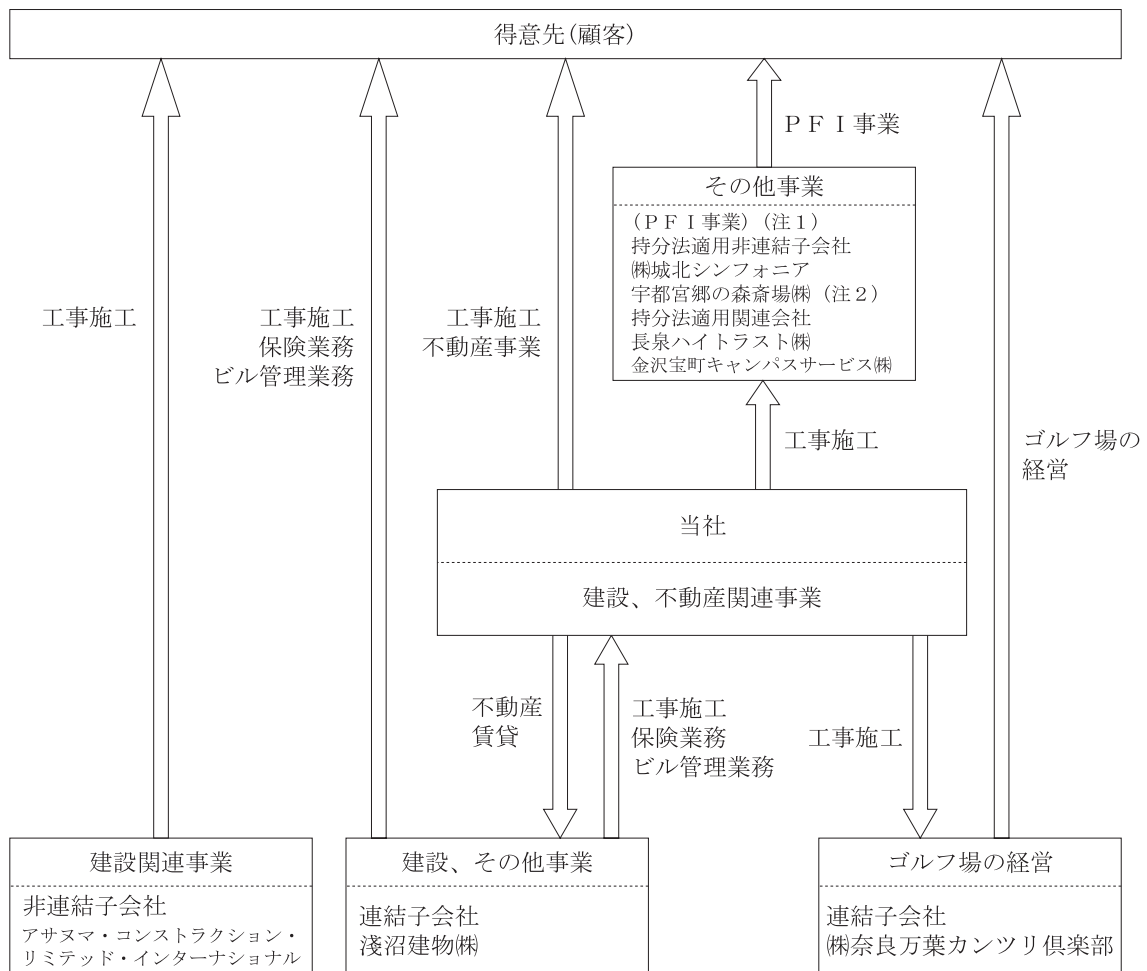 得意先(顧客)
ＰＦＩ事業
その他事業
(ＰＦＩ事業)(注１)
持分法適用非連結子会社
㈱城北シンフォニア
宇都宮郷の森斎場㈱(注２)
持分法適用関連会社
長泉ハイトラスト㈱
金沢宝町キャンパスサービス㈱
工事施工
工事施工
保険業務
ビル管理業務
工事施工
不動産事業
工事施工
ゴルフ場の
経営
当社
建設、不動産関連事業
不動産
賃貸
工事施工
保険業務
ビル管理業務
工事施工
建設関連事業
非連結子会社
アサヌマ・コンストラクション・
リミテッド・インターナショナル
建設、その他事業
連結子会社
淺沼建物㈱
ゴルフ場の経営
連結子会社
㈱奈良万葉カンツリ倶楽部